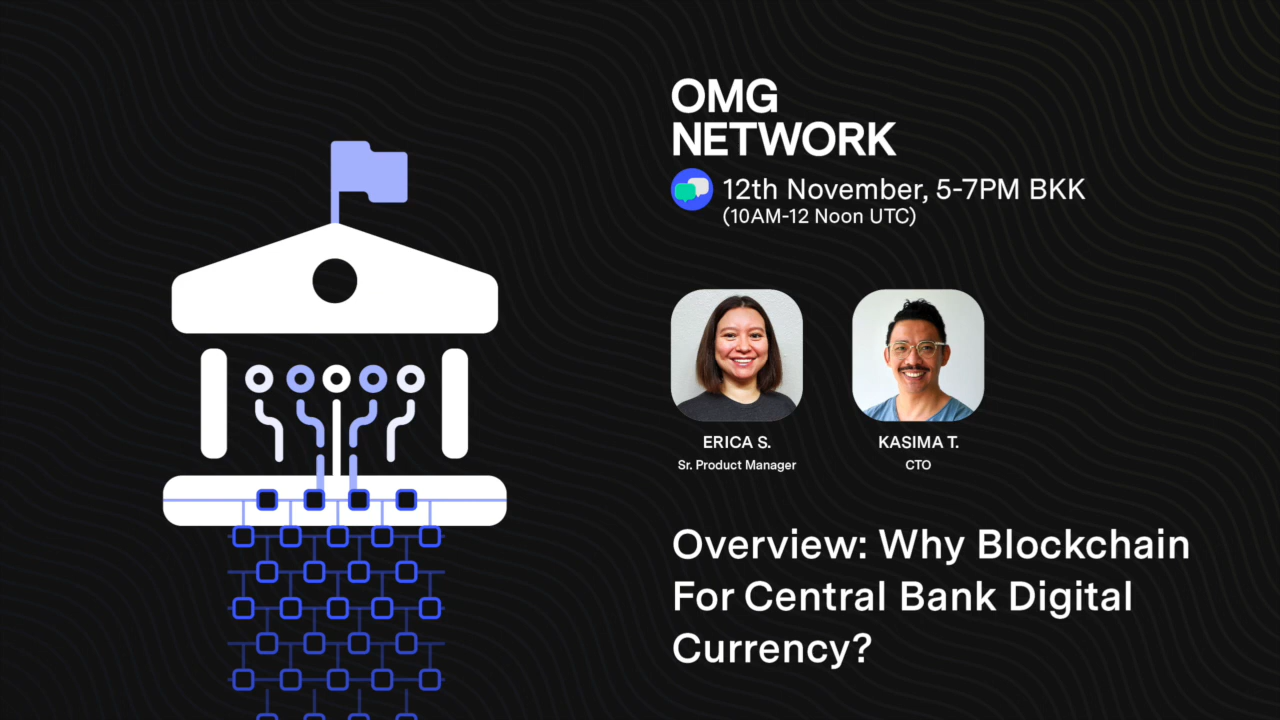 OMG
NETWORK
12th November, 5-7PM BKK
(10AM-12 Noon UTC)
ERICA S.
Sr. Product Manager
KASIMA T.
CTO
Overview: Why Blockchain
For Central Bank Digital
Currency?